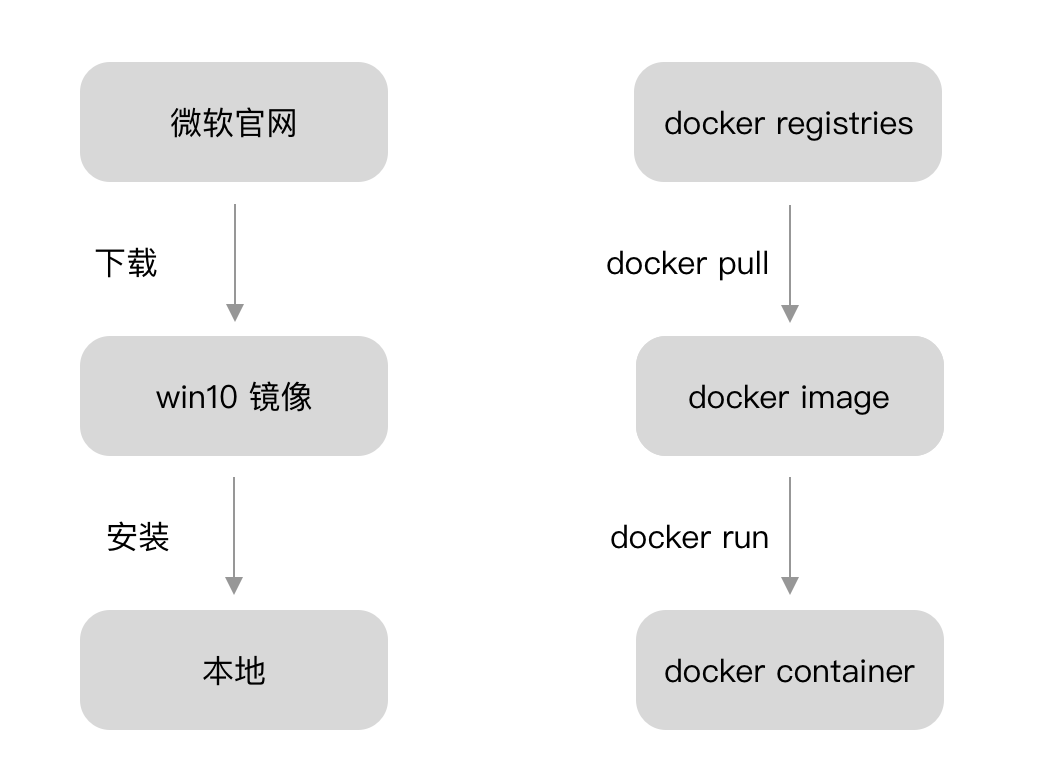 微软官网
下载
win10 镜像
安装
本地
docker registries
docker pull
docker image
docker run
docker container